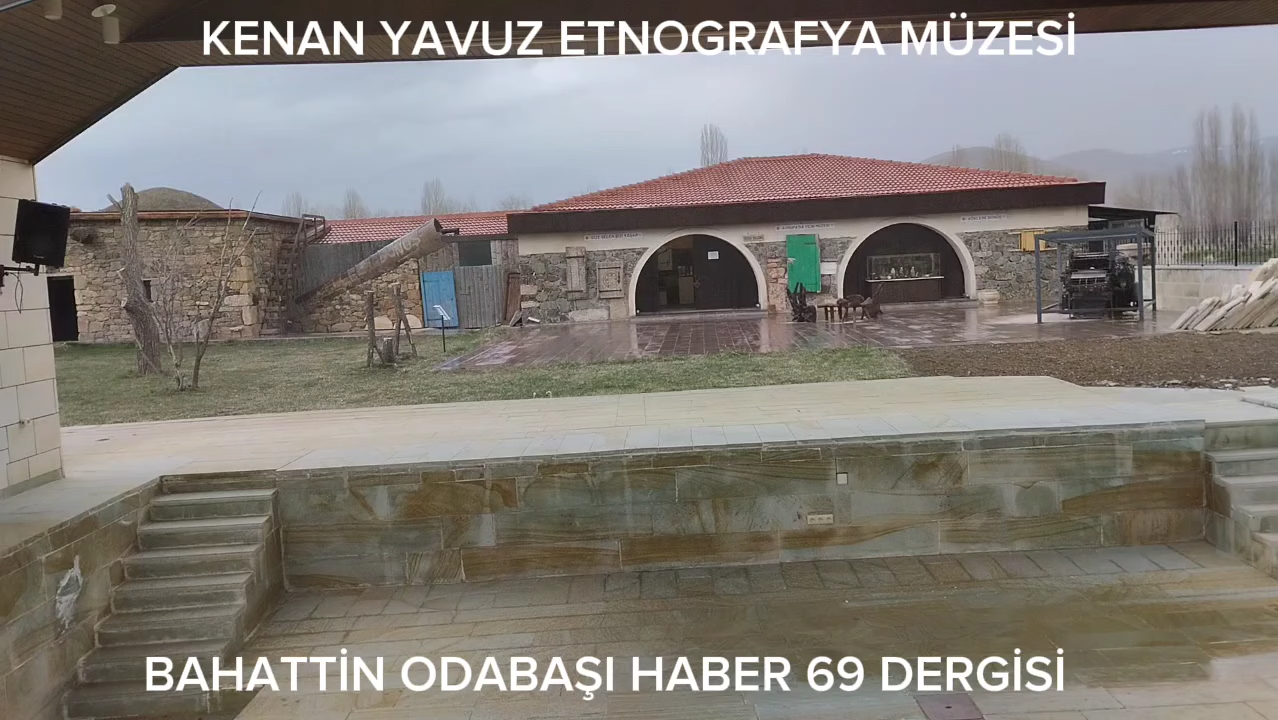 KENAN YAVUZ ETNOGRAFYA MÜZESİ
BAHATTİN ODABAŞI HABER 69 DERGİSİ